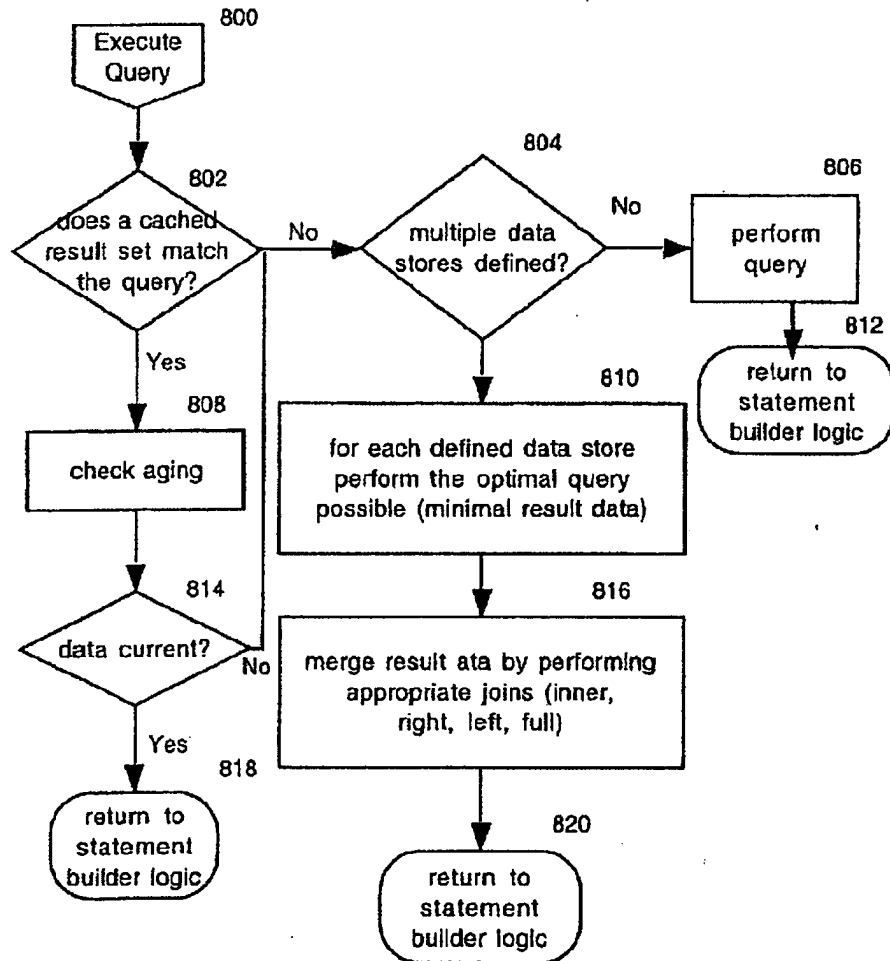 800
Execute
Query
802
does a cached
result set match
the query?
No
804
multiple data
stores defined?
No
806
perform
query
812
return to
statement
builder logic
Yes
808
check aging
814
data current?
No
Yes
818
return to
statement
builder logic
810
for each defined data store
perform the optimal query
possible (minimal result data)
816
merge result ata by performing
appropriate joins (inner,
right, left, full)
820
return to
statement
builder logic